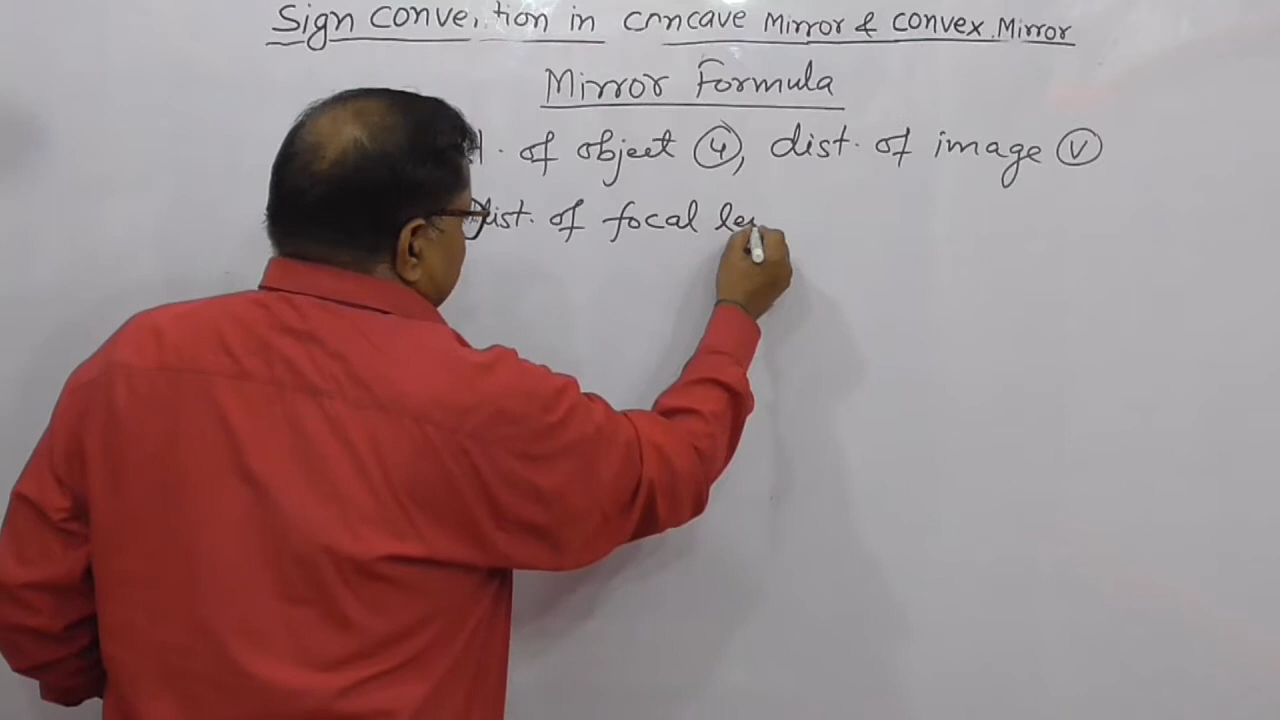 Sign Convention in Concave Mirror & Convex Mirror
Mirror Formula
of object u, dist. of image v
Dist. of focal